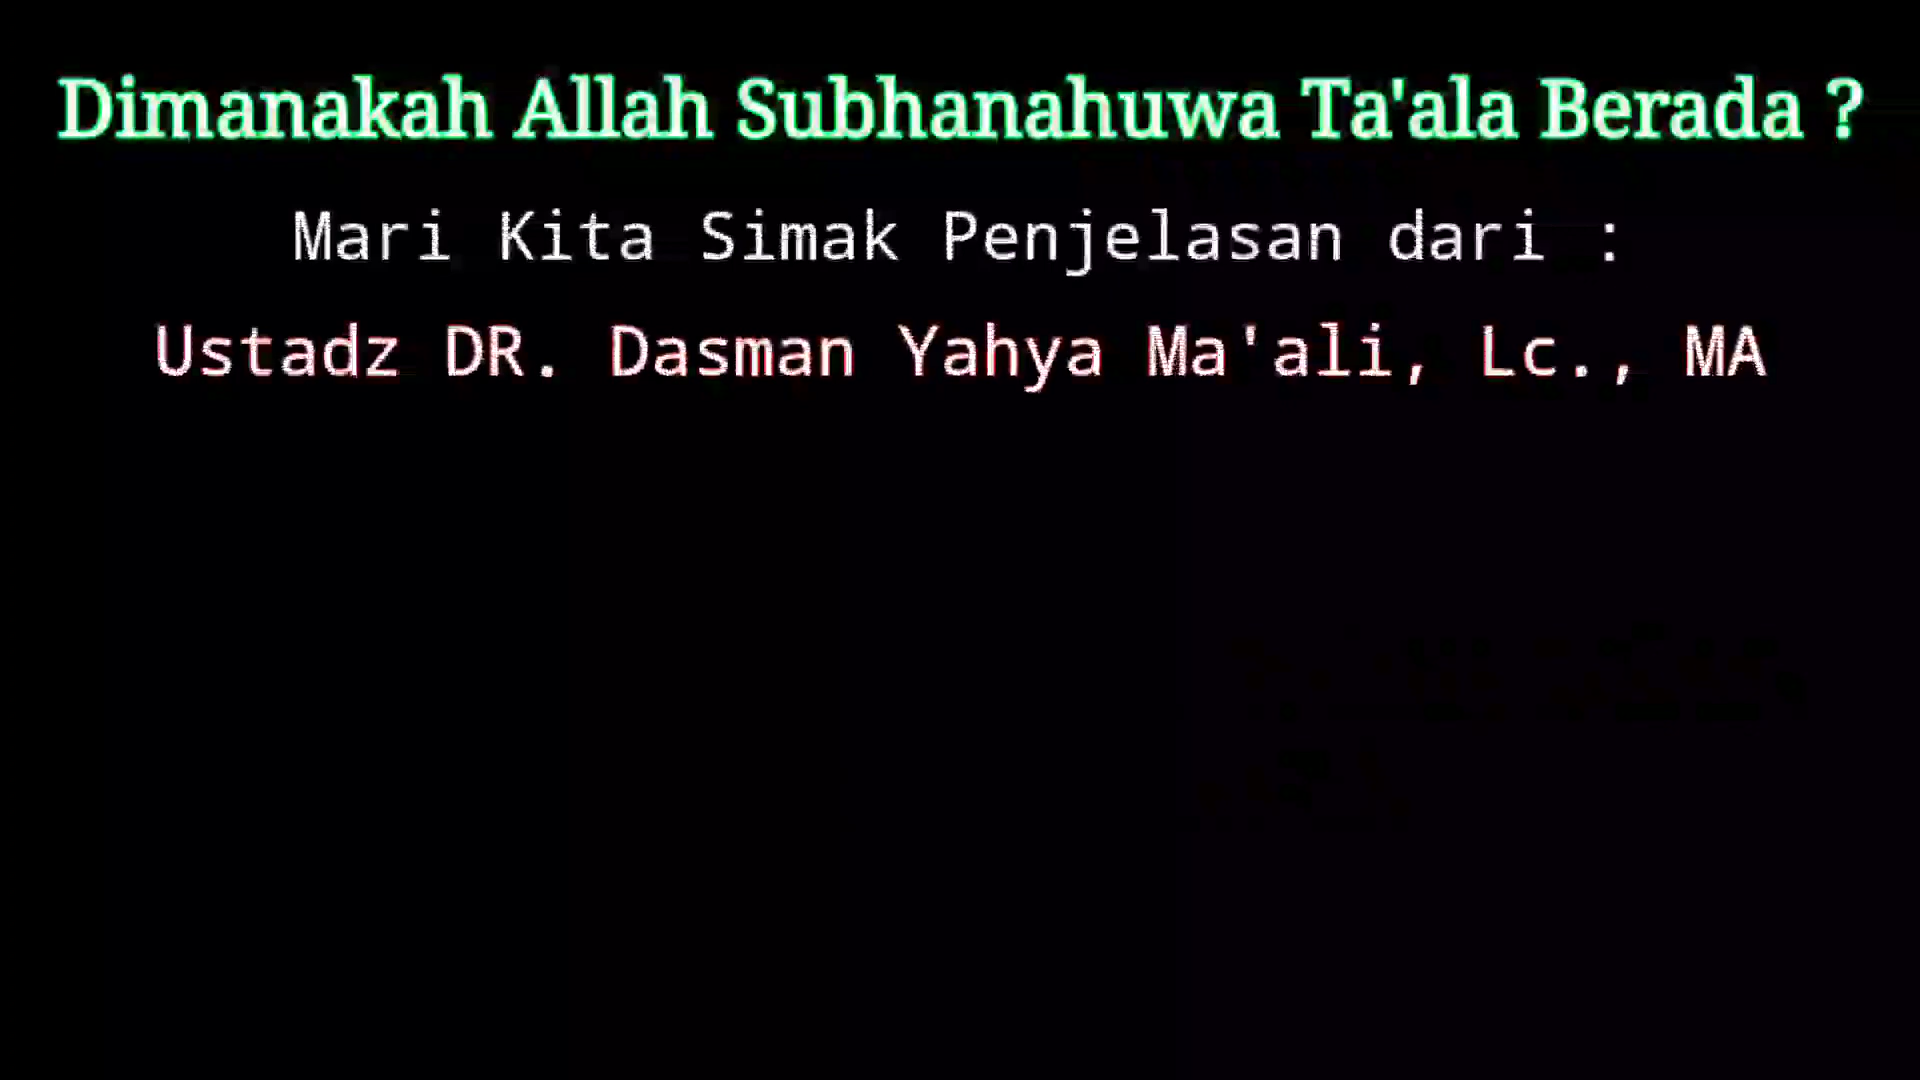 Dimanakah Allah Subhanahuwa Ta'ala Berada ?
Mari Kita Simak Penjelasan dari :
Ustadz DR. Dasman Yahya Ma'ali, Lc., MA